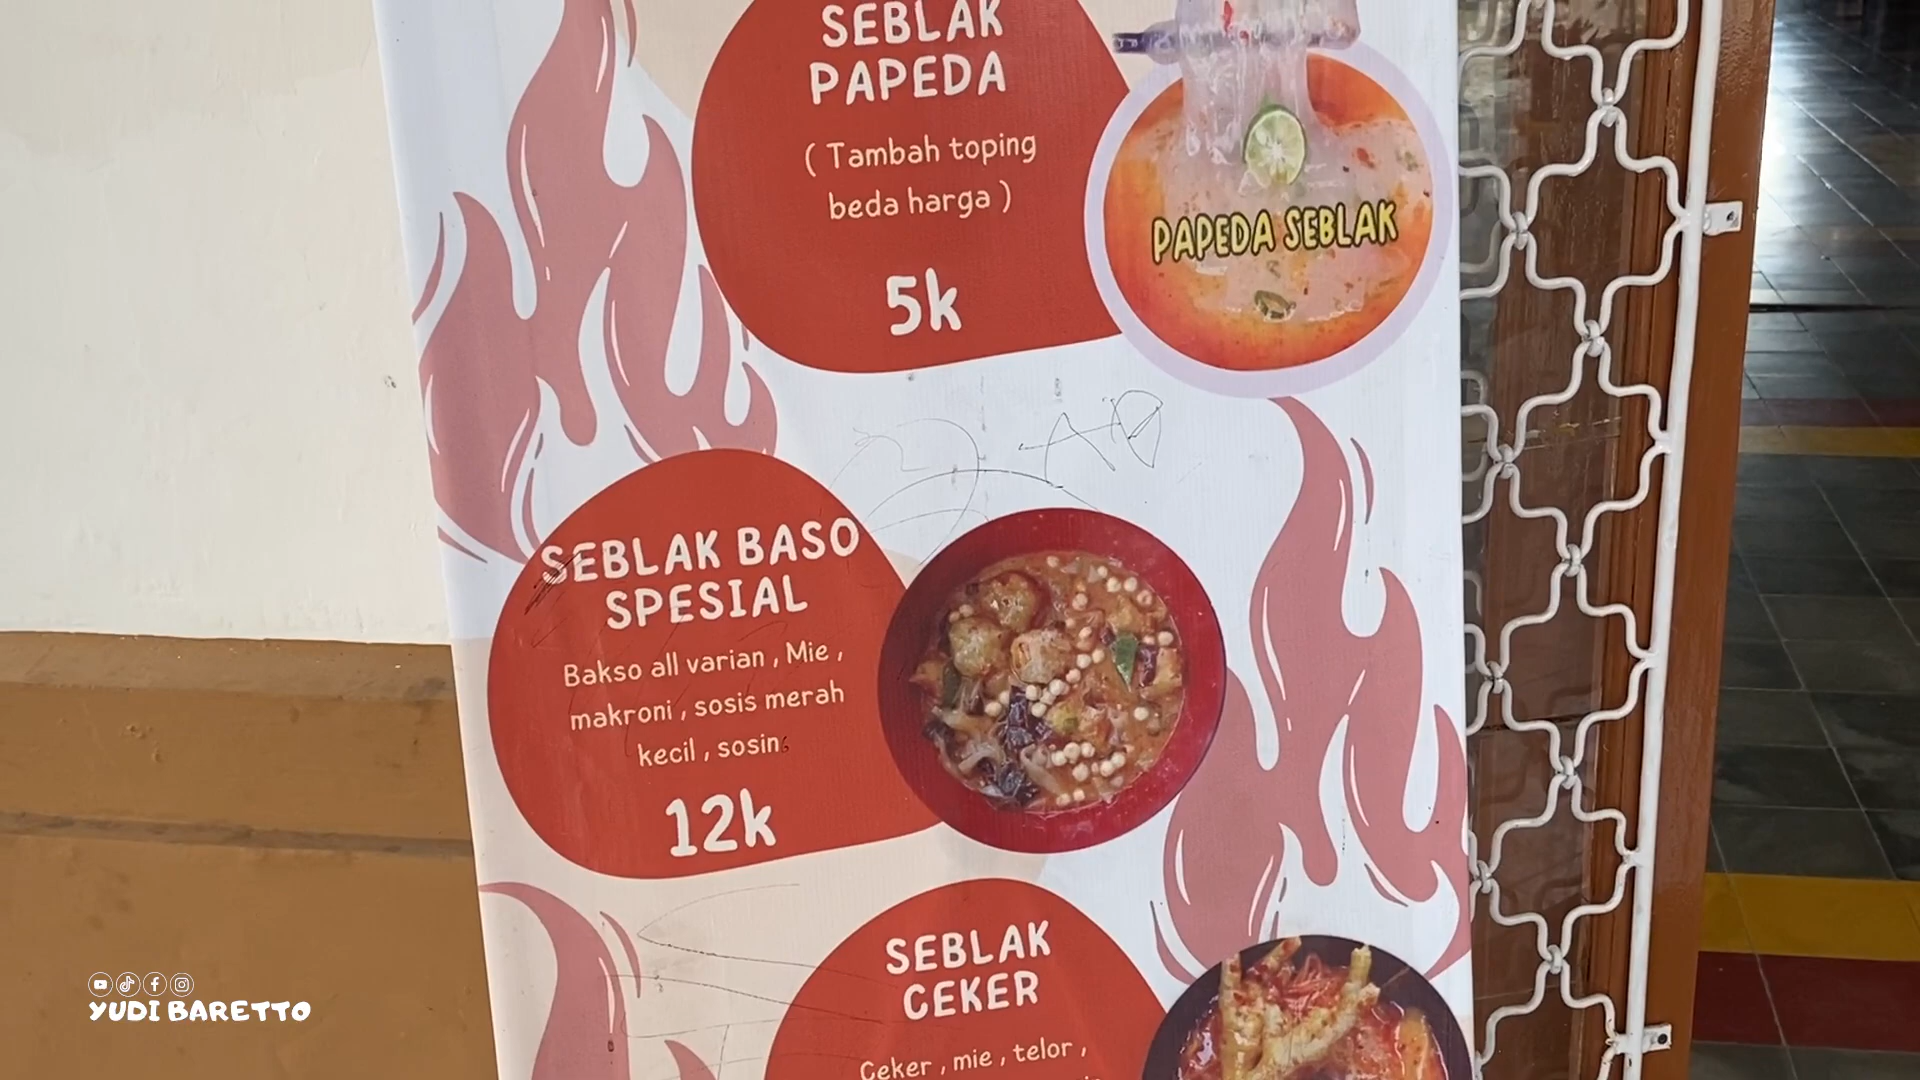 SEBLAK
PAPEDA
( Tambah toping
beda harga )
5k
PAPEDA SEBLAK
SEBLAK BASO
SPESIAL
Bakso all varian , Mie ,
makroni , sosis merah
kecil , sosin
12k
SEBLAK
CEKER
Ceker , mie , telor ,
YUDI BARETTO